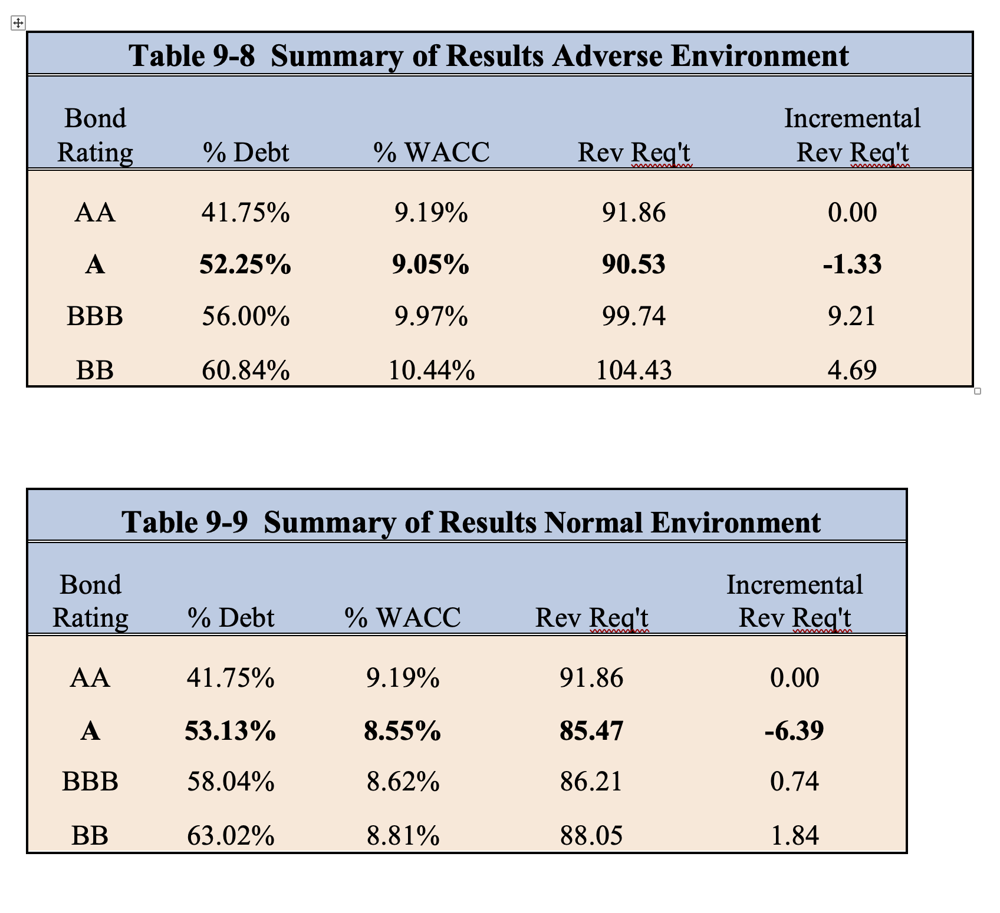 Table 9-8  Summary of Results Adverse Environment
Bond Rating	% Debt	% WACC	Rev Req't	Incremental Rev Req't
AA	41.75%	9.19%	91.86	0.00
A	52.25%	9.05%	90.53	-1.33
BBB	56.00%	9.97%	99.74	9.21
BB	60.84%	10.44%	104.43	4.69
Table 9-9  Summary of Results Normal Environment
Bond Rating	% Debt	% WACC	Rev Req't	Incremental Rev Req't
AA	41.75%	9.19%	91.86	0.00
A	53.13%	8.55%	85.47	-6.39
BBB	58.04%	8.62%	86.21	0.74
BB	63.02%	8.81%	88.05	1.84